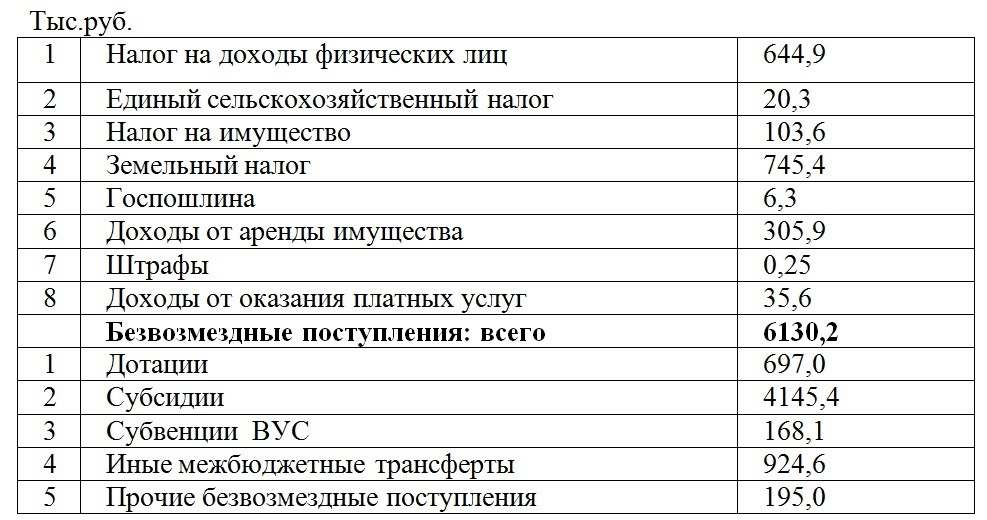 Тыс.руб.
1 Налог на доходы физических лиц 644,9
2 Единый сельскохозяйственный налог 20,3
3 Налог на имущество 103,6
4 Земельный налог 745,4
5 Госпошлина 6,3
6 Доходы от аренды имущества 305,9
7 Штрафы 0,25
8 Доходы от оказания платных услуг 35,6
Безвозмездные поступления: всего 6130,2
1 Дотации 697,0
2 Субсидии 4145,4
3 Субвенции ВУС 168,1
4 Иные межбюджетные трансферты 924,6
5 Прочие безвозмездные поступления 195,0